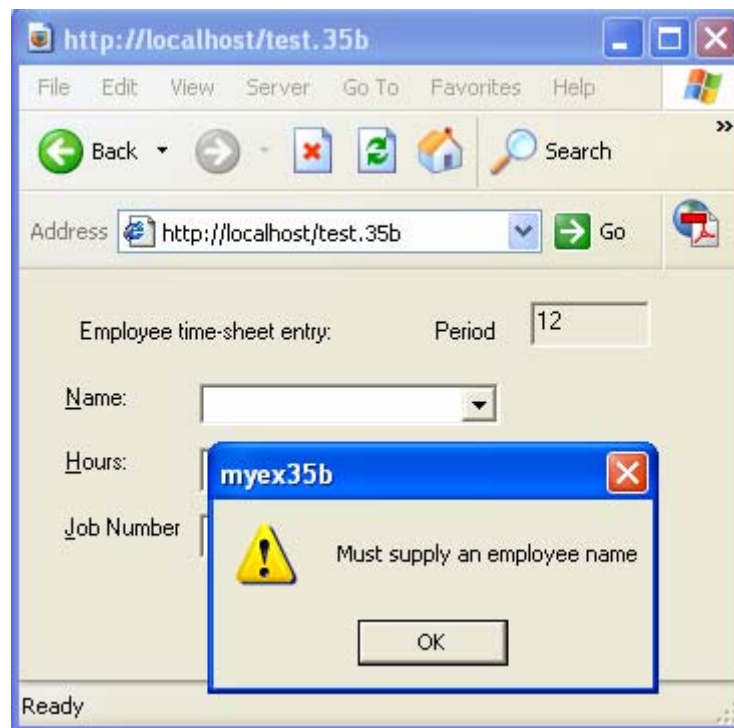 http://localhost/test.35b
File Edit View Server Go To Favorites Help
Back Search »
Address http://localhost/test.35b Go
Employee time-sheet entry: Period 12
Name:
Hours:
myex35b
Job Number
Must supply an employee name
OK
Ready